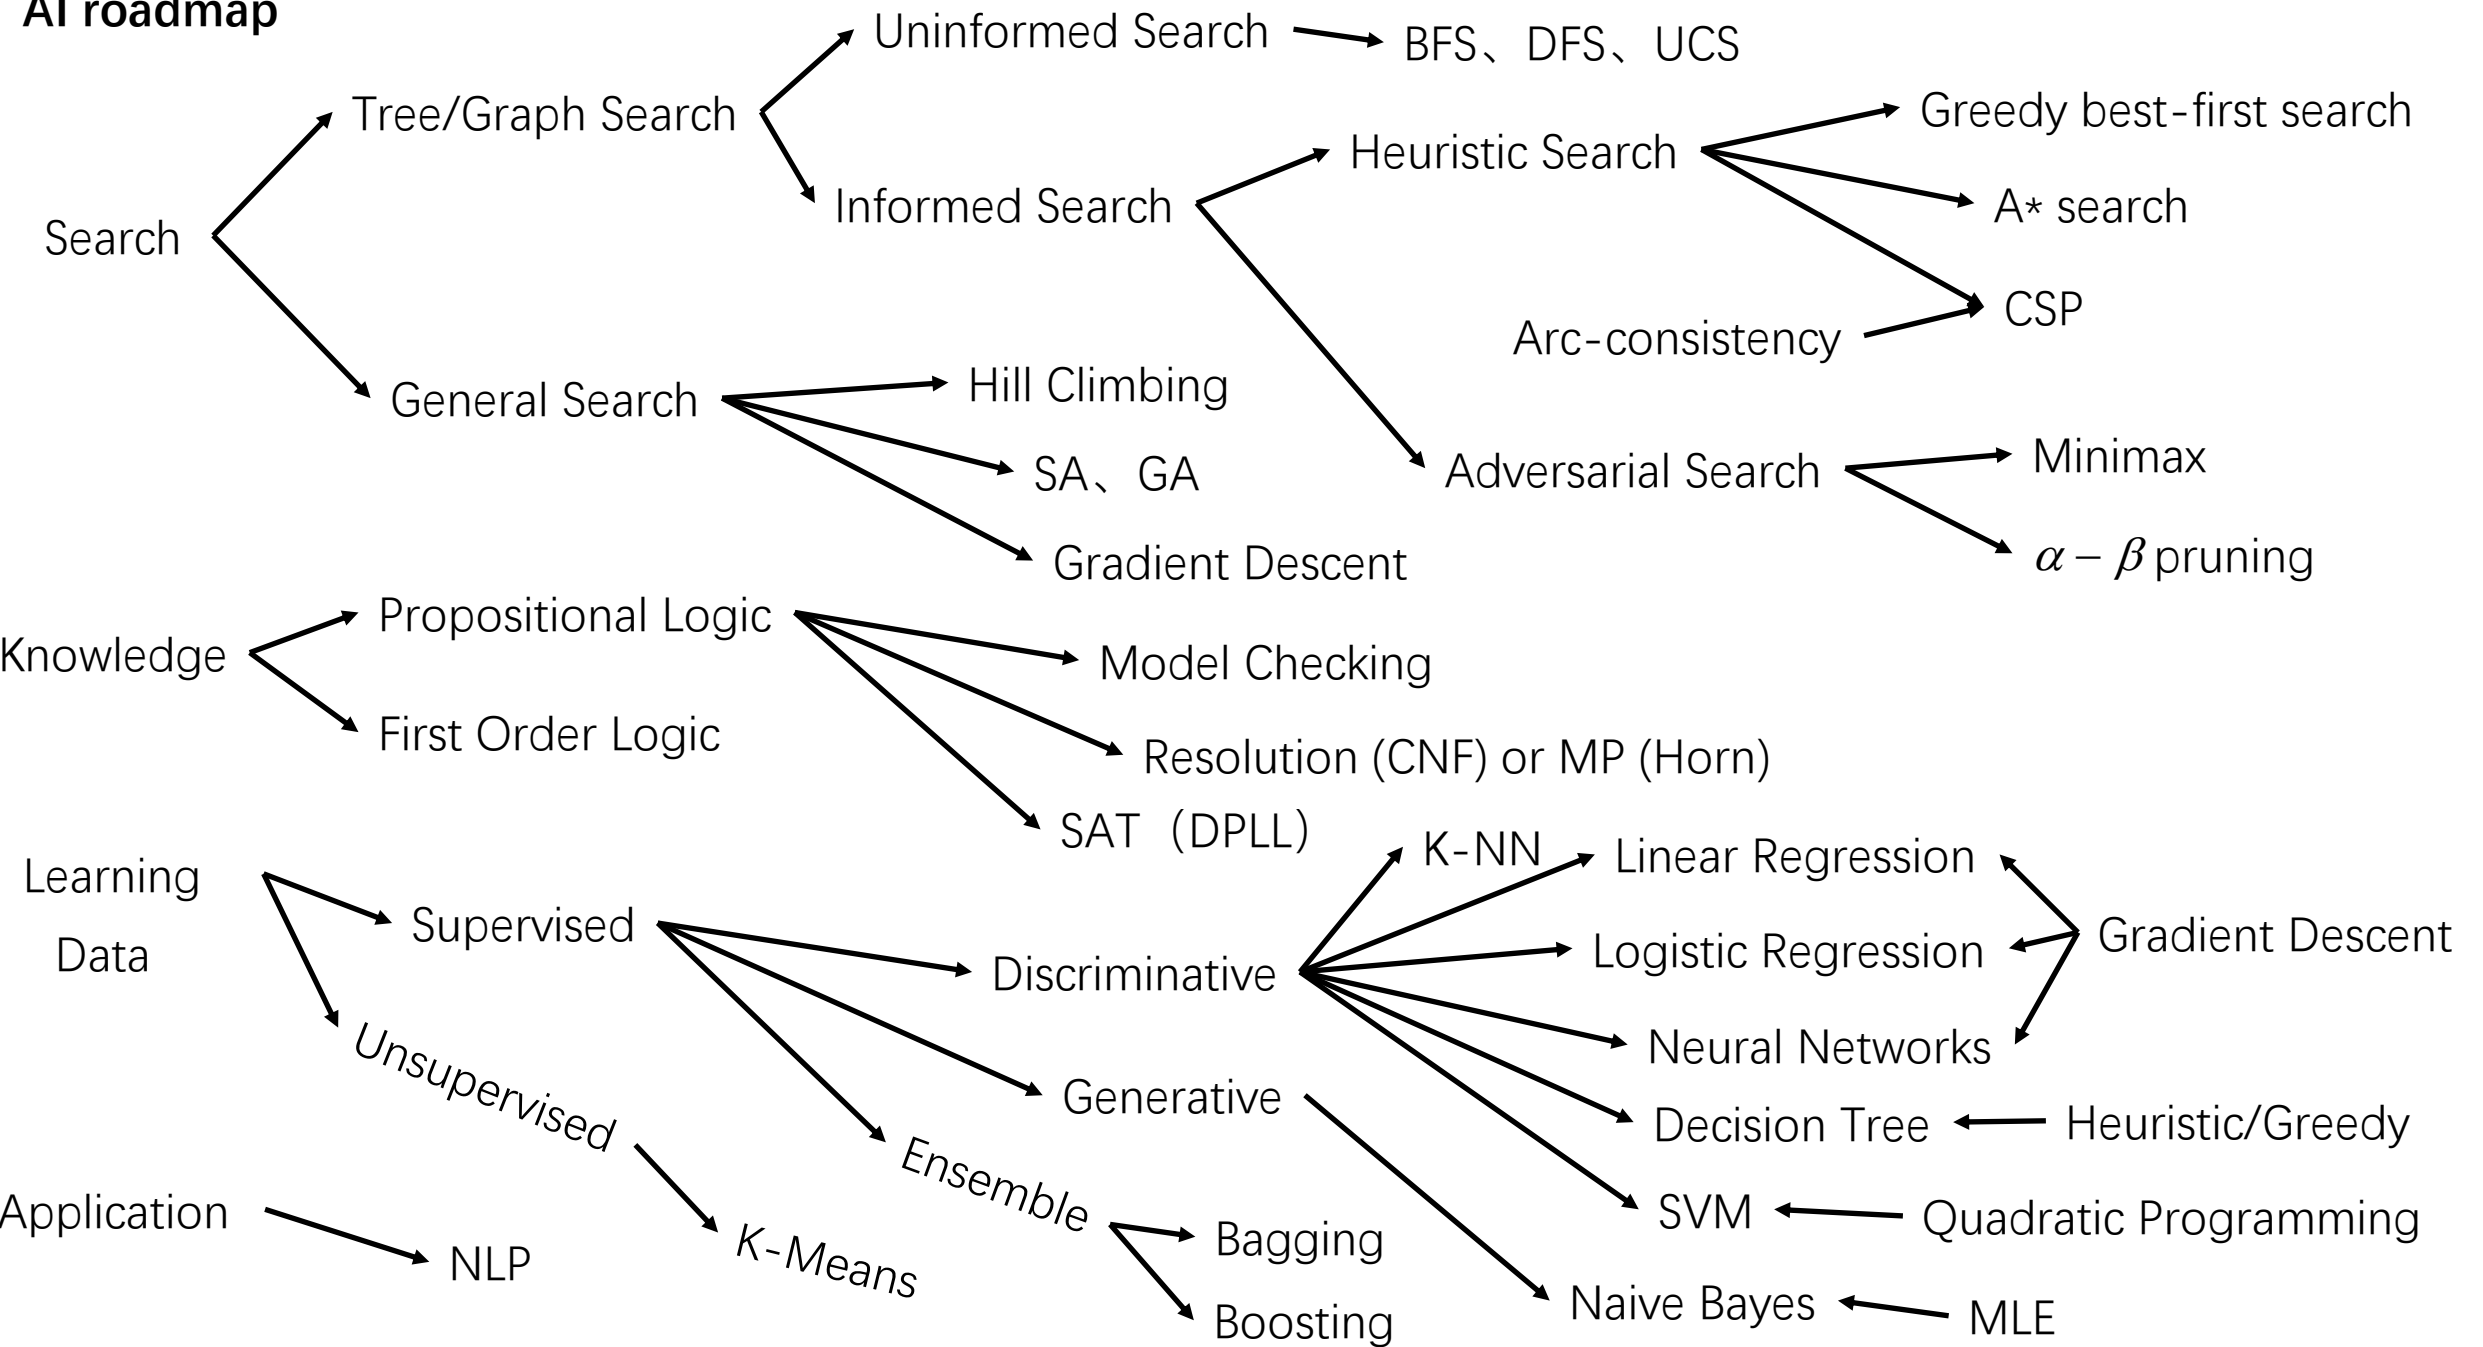 AI roadmap
Search
Tree/Graph Search
Uninformed Search
BFS、DFS、UCS
Informed Search
Heuristic Search
Greedy best-first search
A* search
CSP
Arc-consistency
Adversarial Search
Minimax
α − β pruning
General Search
Hill Climbing
SA、GA
Gradient Descent
Knowledge
Propositional Logic
First Order Logic
Model Checking
Resolution (CNF) or MP (Horn)
SAT（DPLL）
Learning
Data
Supervised
Unsupervised
K-Means
Discriminative
K-NN
Linear Regression
Logistic Regression
Neural Networks
Gradient Descent
Decision Tree
Heuristic/Greedy
SVM
Quadratic Programming
Generative
Naive Bayes
MLE
Ensemble
Bagging
Boosting
Application
NLP